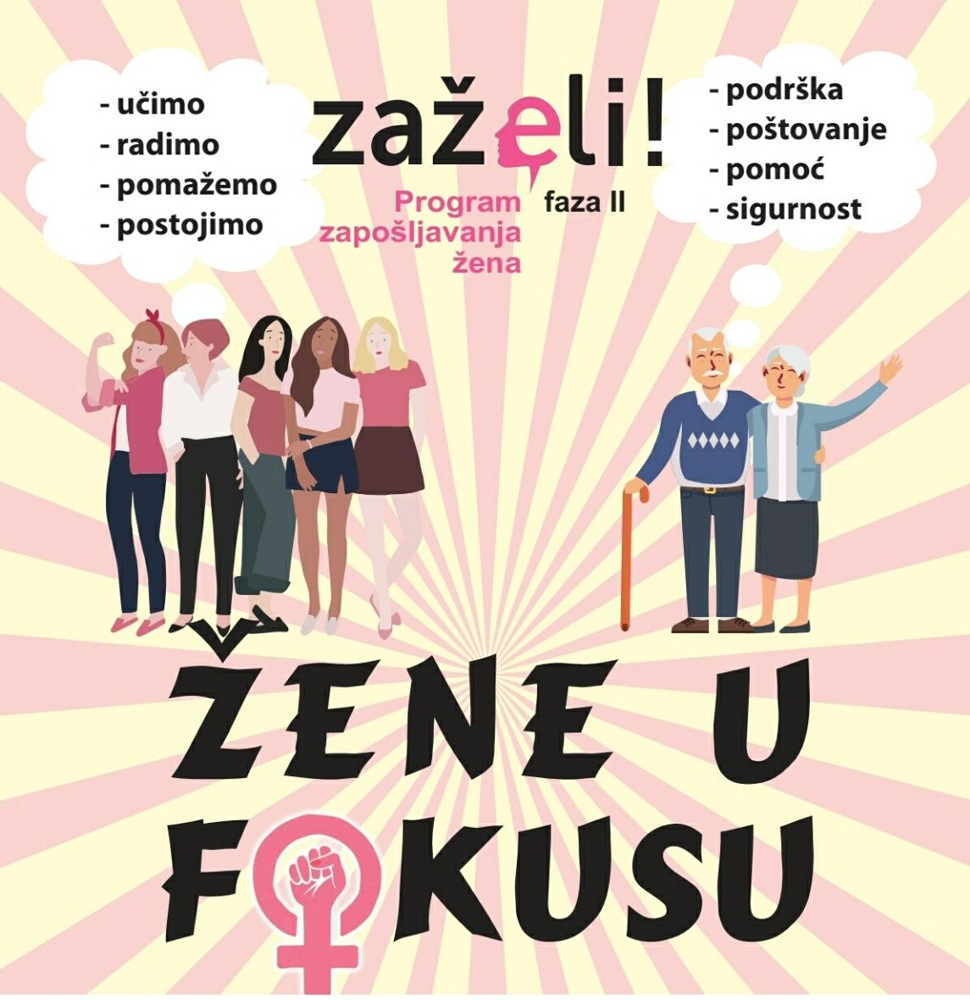 - učimo
- radimo
- pomažemo
- postojimo
zaželi!
Program faza II
zapošljavanja
žena
- podrška
- poštovanje
- pomoć
- sigurnost
ŽENE U
FOKUSU